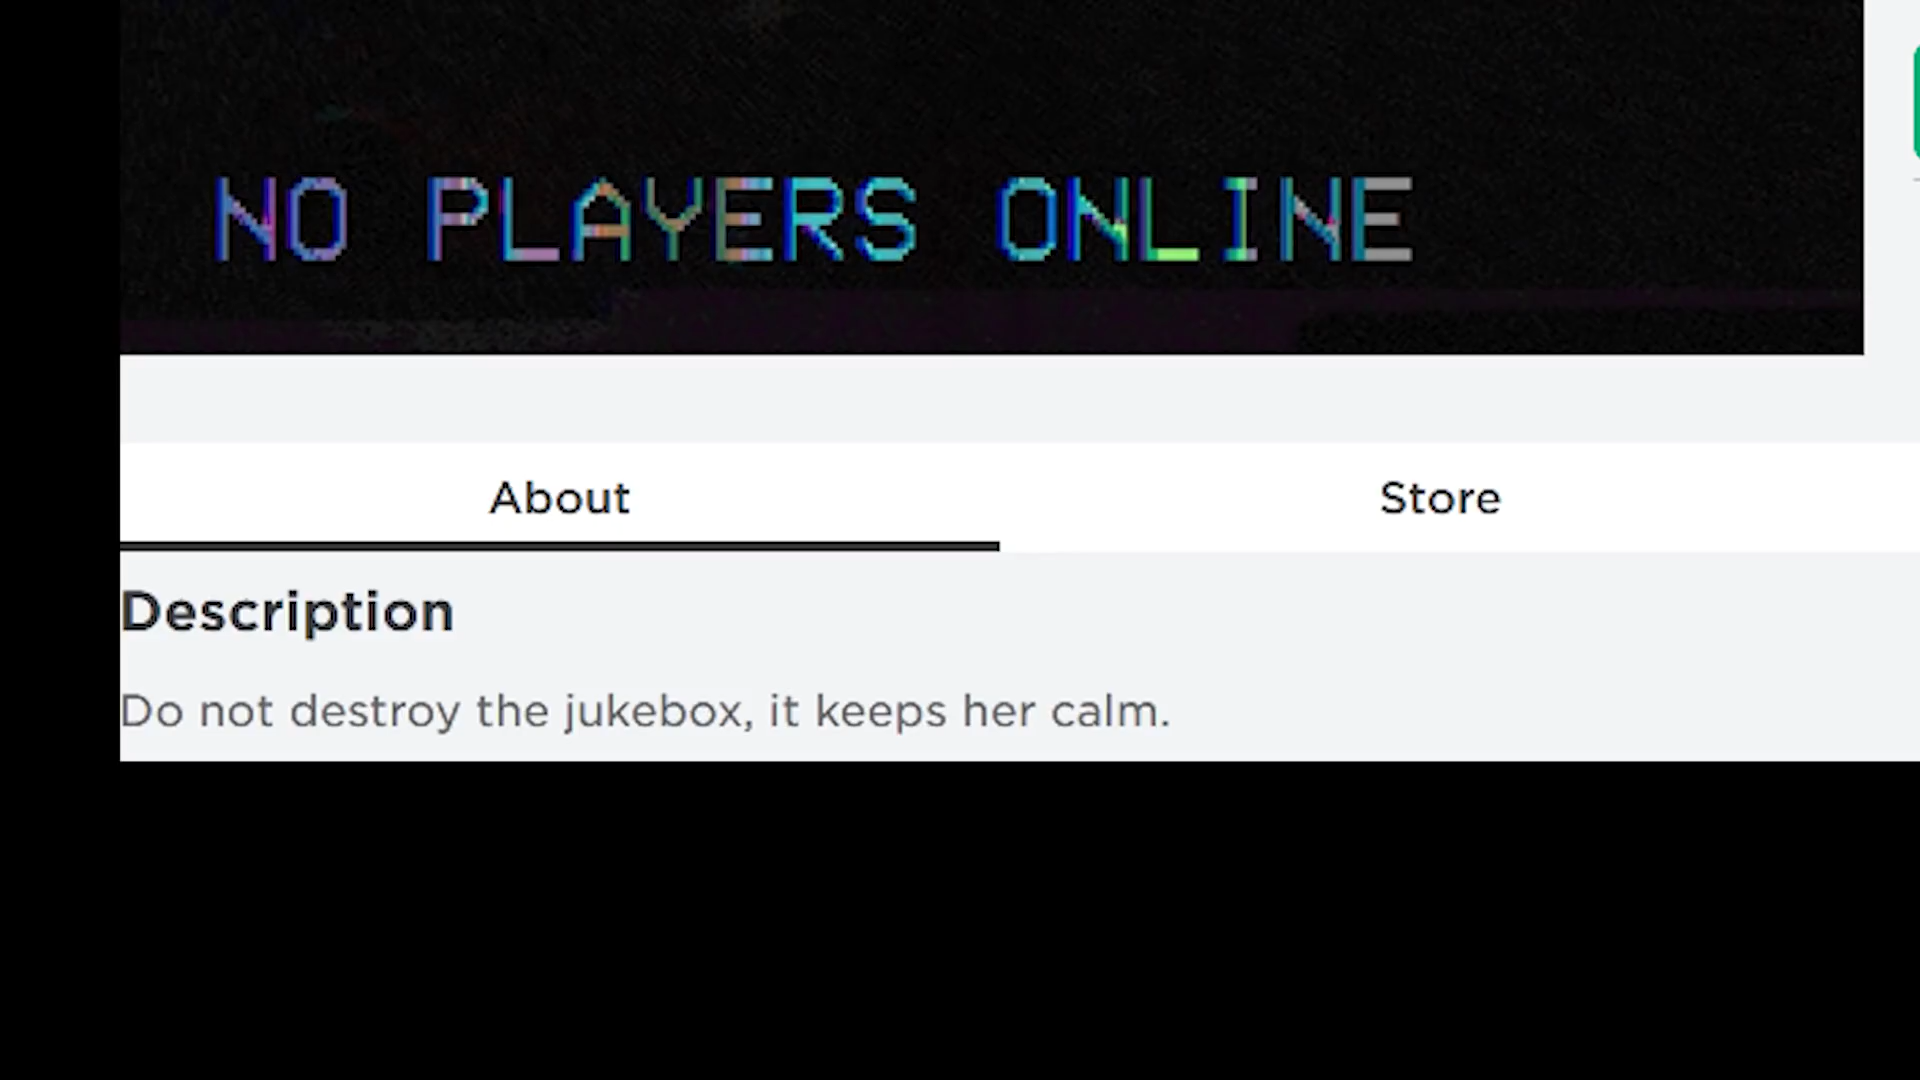 NO PLAYERS ONLINE
About
Store
Description
Do not destroy the jukebox, it keeps her calm.